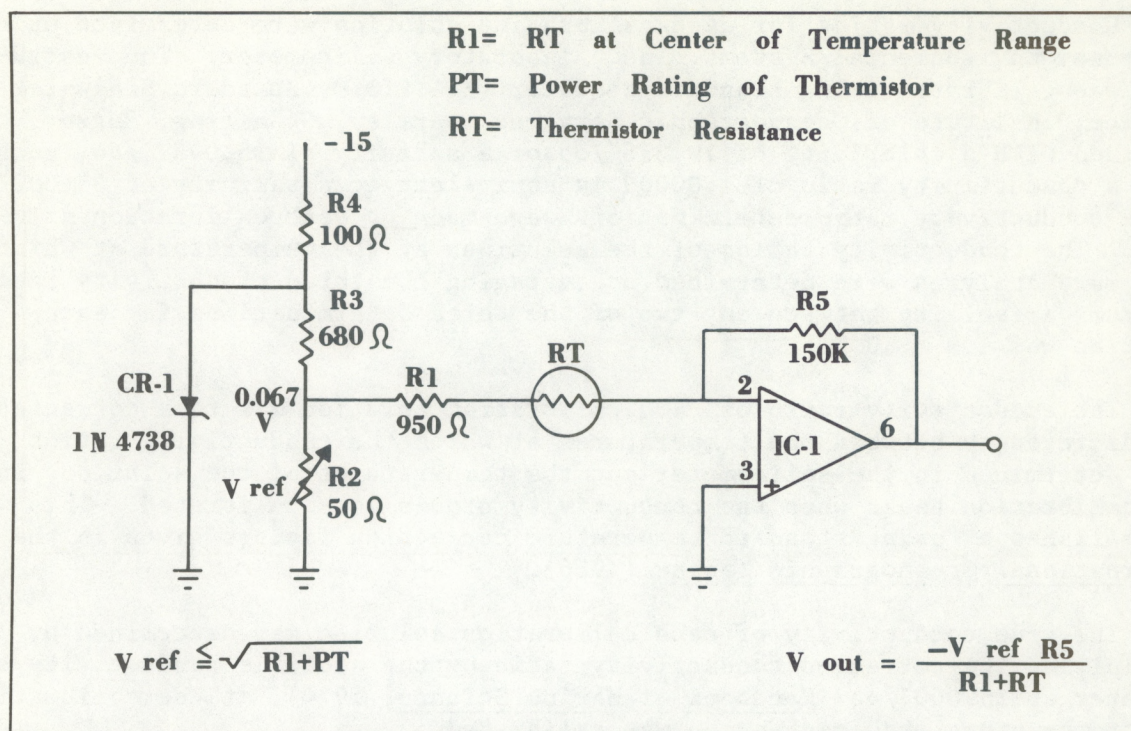 R1= RT at Center of Temperature Range
PT= Power Rating of Thermistor
RT= Thermistor Resistance
-15
R4
100 Ω
R3
680 Ω
CR-1
1N 4738
0.067
V
R1
950 Ω
RT
R5
150K
2
-
IC-1
6
3
+
V ref
R2
50 Ω
V ref ≦ √R1+PT
V out = −V ref R5
R1+RT